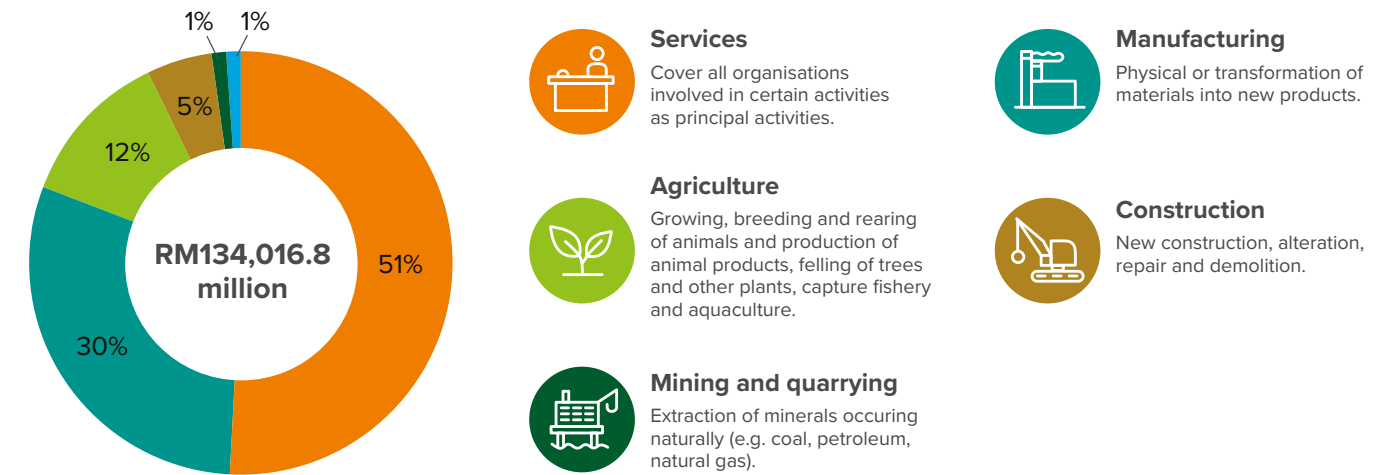 1%
1%
5%
12%
51%
30%
RM134,016.8
million
Services
Cover all organisations
involved in certain activities
as principal activities.
Manufacturing
Physical or transformation of
materials into new products.
Agriculture
Growing, breeding and rearing
of animals and production of
animal products, felling of trees
and other plants, capture fishery
and aquaculture.
Construction
New construction, alteration,
repair and demolition.
Mining and quarrying
Extraction of minerals occuring
naturally (e.g. coal, petroleum,
natural gas).